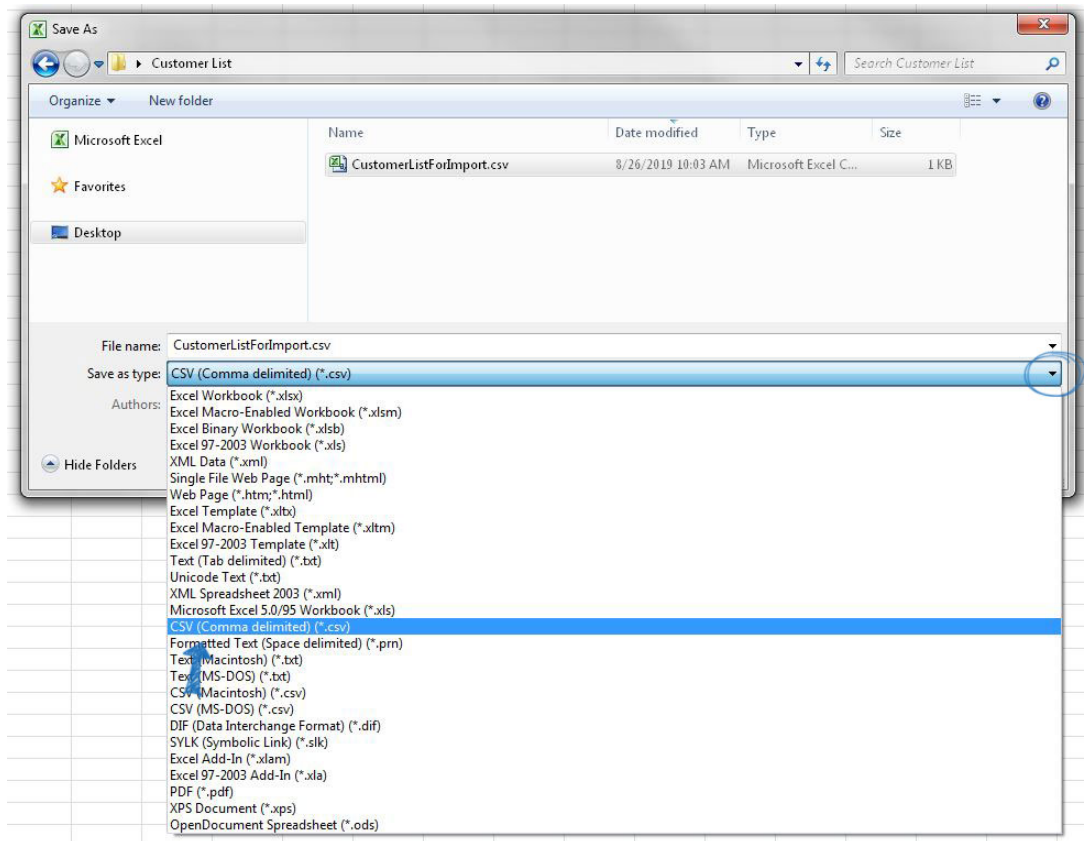 Save As
Customer List
Search Customer List
Organize
New folder
Microsoft Excel
Favorites
Desktop
Name Date modified Type Size
CustomerListForImport.csv 8/26/2019 10:03 AM Microsoft Excel C... 1 KB
File name: CustomerListForImport.csv
Save as type: CSV (Comma delimited) (*.csv)
Authors:
Hide Folders
Excel Workbook (*.xlsx)
Excel Macro-Enabled Workbook (*.xlsm)
Excel Binary Workbook (*.xlsb)
Excel 97-2003 Workbook (*.xls)
XML Data (*.xml)
Single File Web Page (*.mht;*.mhtml)
Web Page (*.htm;*.html)
Excel Template (*.xltx)
Excel Macro-Enabled Template (*.xltm)
Excel 97-2003 Template (*.xlt)
Text (Tab delimited) (*.txt)
Unicode Text (*.txt)
XML Spreadsheet 2003 (*.xml)
Microsoft Excel 5.0/95 Workbook (*.xls)
CSV (Comma delimited) (*.csv)
Formatted Text (Space delimited) (*.prn)
Text (Macintosh) (*.txt)
Text (MS-DOS) (*.txt)
CSV (Macintosh) (*.csv)
CSV (MS-DOS) (*.csv)
DIF (Data Interchange Format) (*.dif)
SYLK (Symbolic Link) (*.slk)
Excel Add-In (*.xlam)
Excel 97-2003 Add-In (*.xla)
PDF (*.pdf)
XPS Document (*.xps)
OpenDocument Spreadsheet (*.ods)